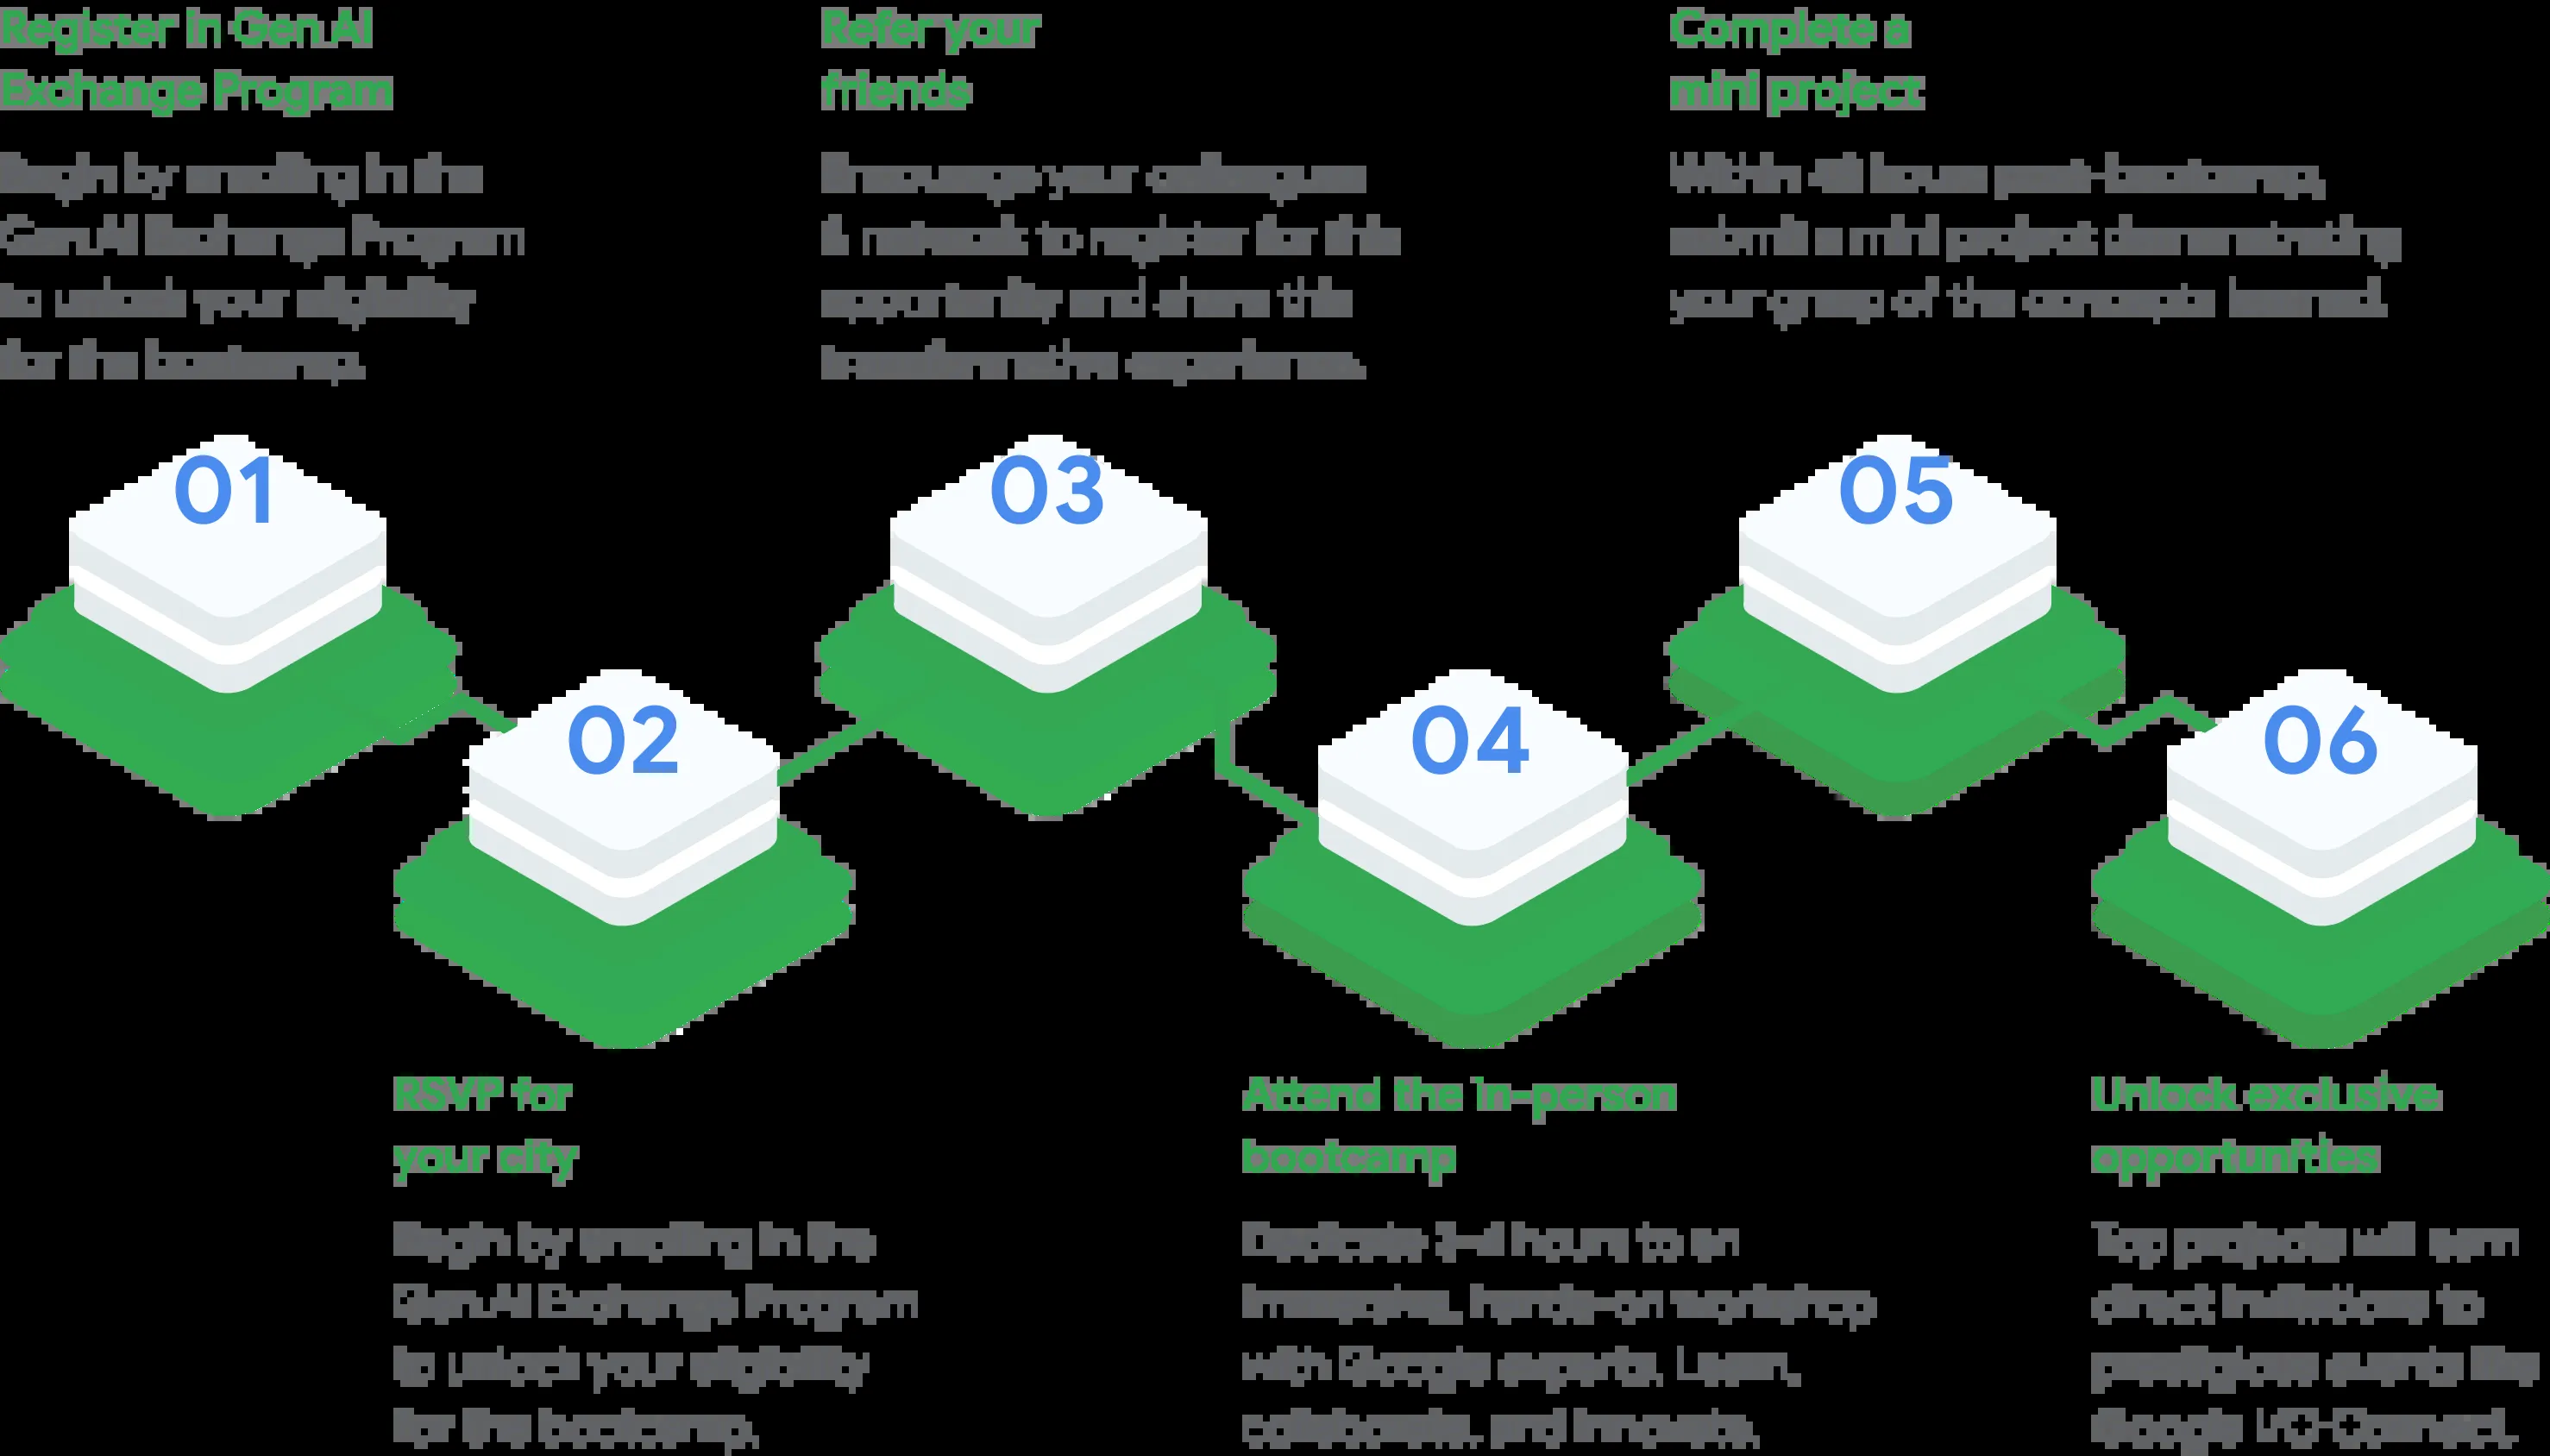 Register in Gen AI
Exchange Program
Begin by enrolling in the
Gen AI Exchange Program
to unlock your eligibility
for the bootcamp.
01
RSVP for
your city
Begin by enrolling in the
Gen AI Exchange Program
to unlock your eligibility
for the bootcamp.
02
Refer your
friends
Encourage your colleagues
& network to register for this
opportunity and share this
transformative experience.
03
Attend the in-person
bootcamp
Dedicate 3-4 hours to an
immersive, hands-on workshop
with Google experts. Learn,
collaborate, and innovate.
04
Complete a
mini project
Within 48 hours post-bootcamp,
submit a mini project demonstrating
your grasp of the concepts learned.
05
Unlock exclusive
opportunities
Top projects will earn
direct invitations to
prestigious events like
Google I/O Connect.
06